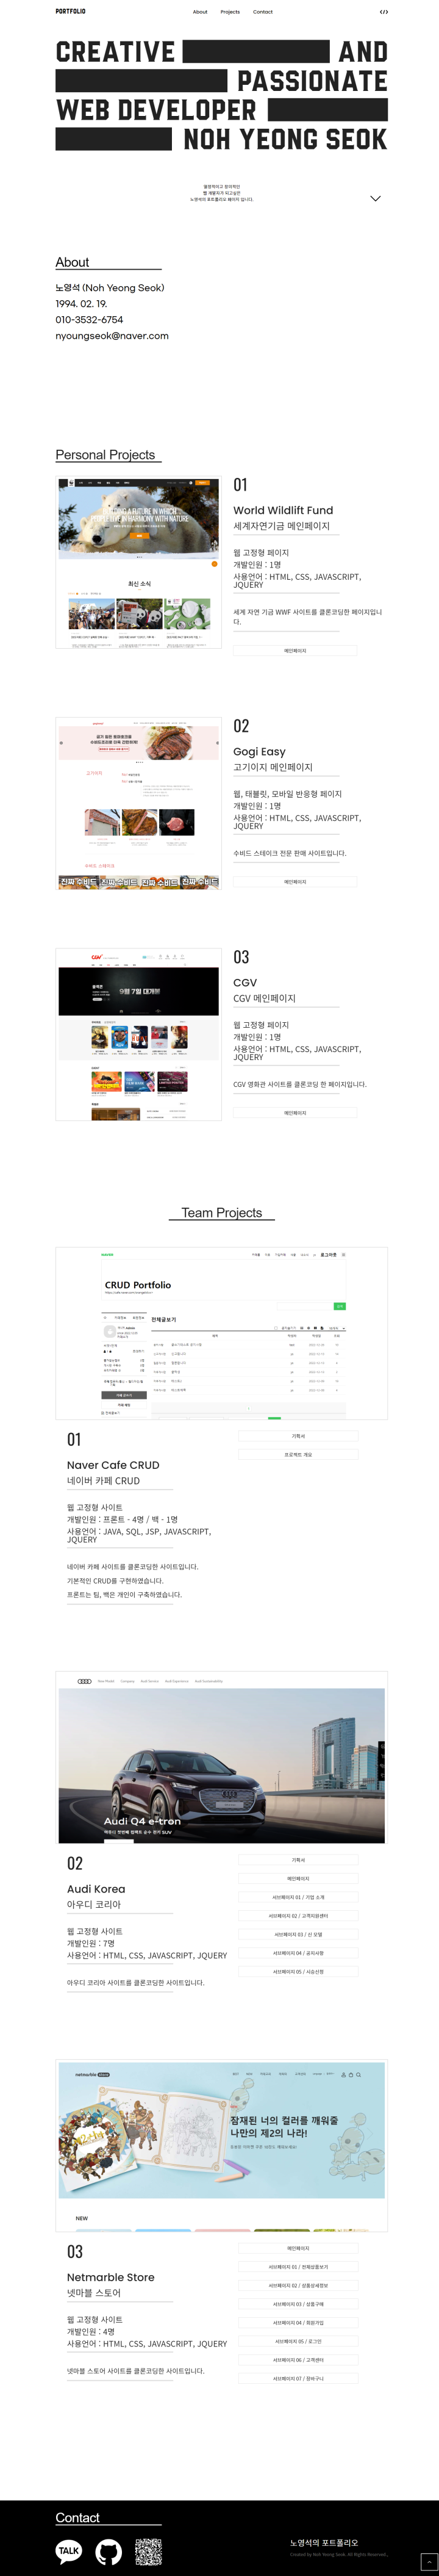 PORTFOLIO
About
Projects
Contact
CREATIVE AND
PASSIONATE
WEB DEVELOPER
NOH YEONG SEOK
열정적이고 창의적인
웹 개발자가 되고싶은
노영석의 포트폴리오 페이지 입니다.
About
노영석 (Noh Yeong Seok)
1994. 02. 19.
010-3532-6754
nyoungseok@naver.com
Personal Projects
최신 소식
01
World Wildlift Fund
세계자연기금 메인페이지
웹 고정형 페이지
개발인원 : 1명
사용언어 : HTML, CSS, JAVASCRIPT,
JQUERY
세계 자연 기금 WWF 사이트를 클론코딩한 페이지입니
다.
메인페이지
02
Gogi Easy
고기이지 메인페이지
웹, 태블릿, 모바일 반응형 페이지
개발인원 : 1명
사용언어 : HTML, CSS, JAVASCRIPT,
JQUERY
수비드 스테이크 전문 판매 사이트입니다.
메인페이지
CGV
9월 7일 대개봉
03
CGV
CGV 메인페이지
웹 고정형 페이지
개발인원 : 1명
사용언어 : HTML, CSS, JAVASCRIPT,
JQUERY
CGV 영화관 사이트를 클론코딩 한 페이지입니다.
메인페이지
Team Projects
NAVER
로그아웃
CRUD Portfolio
전체글보기
01
Naver Cafe CRUD
네이버 카페 CRUD
웹 고정형 사이트
개발인원 : 프론트 - 4명 / 백 - 1명
사용언어 : JAVA, SQL, JSP, JAVASCRIPT,
JQUERY
네이버 카페 사이트를 클론코딩한 사이트입니다.
기본적인 CRUD를 구현하였습니다.
프론트는 팀, 백은 개인이 구축하였습니다.
기획서
프로젝트 개요
Audi Q4 e-tron
02
Audi Korea
아우디 코리아
웹 고정형 사이트
개발인원 : 7명
사용언어 : HTML, CSS, JAVASCRIPT, JQUERY
아우디 코리아 사이트를 클론코딩한 사이트입니다.
기획서
메인페이지
서브페이지 01 / 기업 소개
서브페이지 02 / 고객지원센터
서브페이지 03 / 신 모델
서브페이지 04 / 공지사항
서브페이지 05 / 시승신청
netmarble store
잠재된 너의 컬러를 깨워줄
나만의 제2의 나라!
NEW
03
Netmarble Store
넷마블 스토어
웹 고정형 사이트
개발인원 : 4명
사용언어 : HTML, CSS, JAVASCRIPT, JQUERY
넷마블 스토어 사이트를 클론코딩한 사이트입니다.
메인페이지
서브페이지 01 / 전체상품보기
서브페이지 02 / 상품상세정보
서브페이지 03 / 상품구매
서브페이지 04 / 회원가입
서브페이지 05 / 로그인
서브페이지 06 / 고객센터
서브페이지 07 / 장바구니
Contact
TALK
노영석의 포트폴리오
Created by Noh Yeong Seok. All Rights Reserved.,